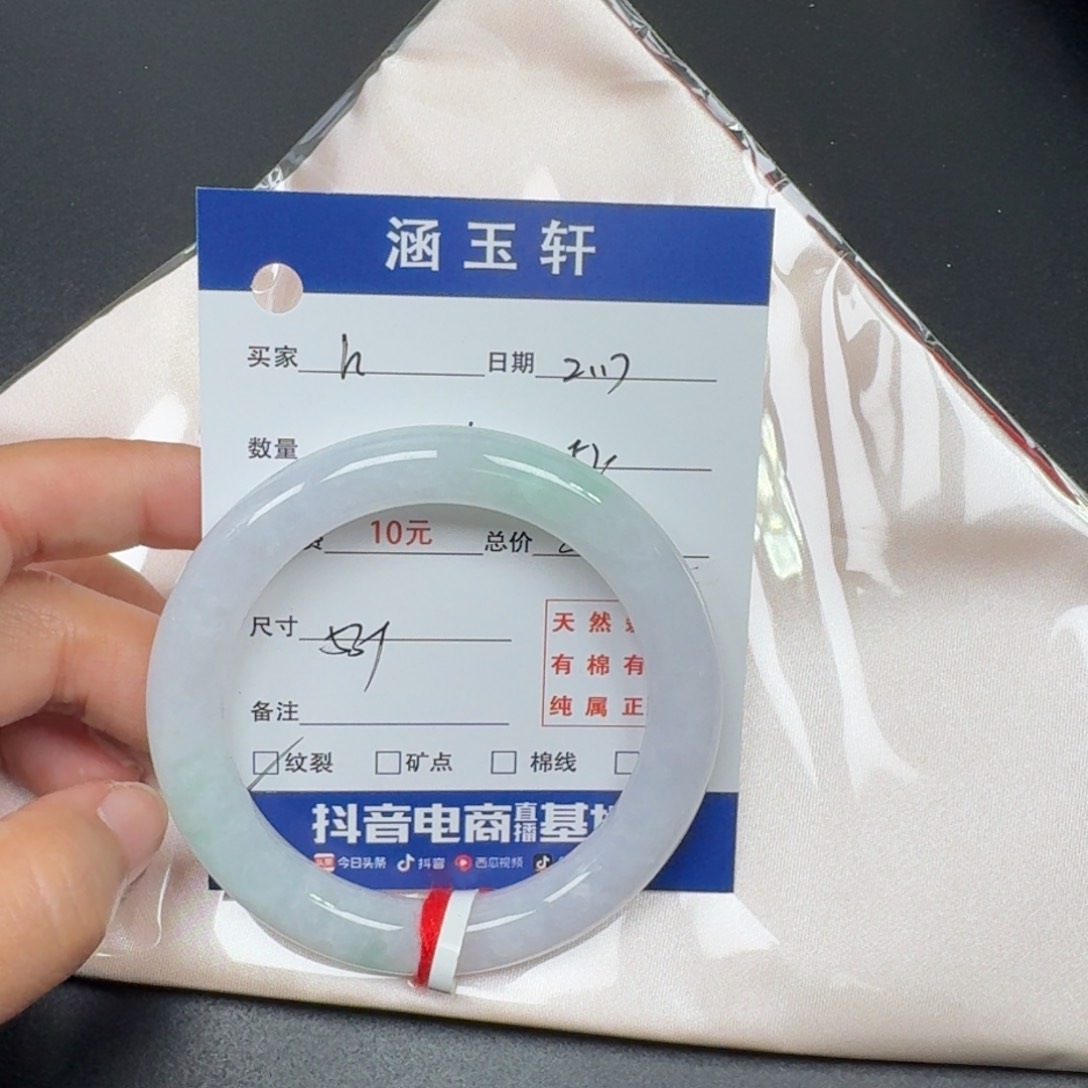 涵玉轩
买家 h 日期 2117
数量
10元 总价
尺寸
天然
有棉有
备注
纯属正
纹裂 矿点 棉线
抖音电商直播基
今日头条 抖音 西瓜视频